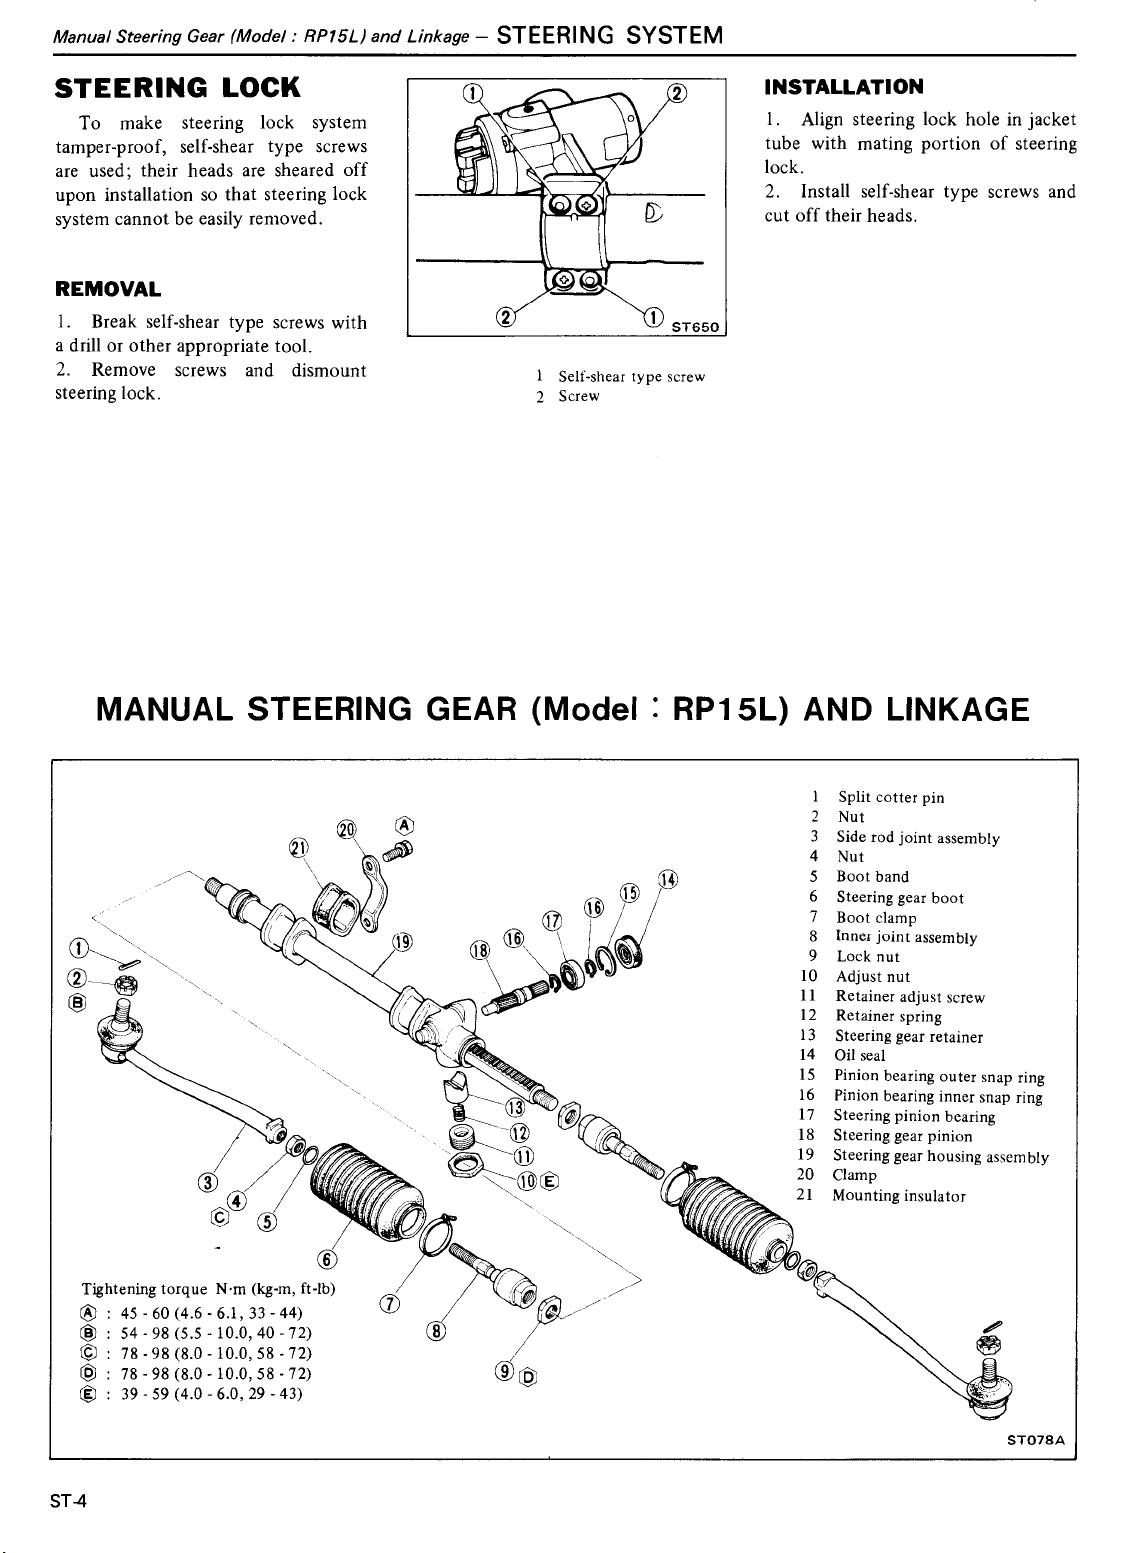 Manual Steering Gear (Model : RP15L) and Linkage — STEERING SYSTEM
STEERING LOCK
To make steering lock system
tamper-proof, self-shear type screws
are used; their heads are sheared off
upon installation so that steering lock
system cannot be easily removed.
REMOVAL
1. Break self-shear type screws with
a drill or other appropriate tool.
2. Remove screws and dismount
steering lock.
1
2
2
1
ST650
1 Self-shear type screw
2 Screw
INSTALLATION
1. Align steering lock hole in jacket
tube with mating portion of steering
lock.
2. Install self-shear type screws and
cut off their heads.
MANUAL STEERING GEAR (Model : RP15L) AND LINKAGE
A
20
21
14
15
16
17
16
18
19
1
2
B
13
12
11
10 E
3
4
C
5
6
7
8
9 D
1 Split cotter pin
2 Nut
3 Side rod joint assembly
4 Nut
5 Boot band
6 Steering gear boot
7 Boot clamp
8 Inner joint assembly
9 Lock nut
10 Adjust nut
11 Retainer adjust screw
12 Retainer spring
13 Steering gear retainer
14 Oil seal
15 Pinion bearing outer snap ring
16 Pinion bearing inner snap ring
17 Steering pinion bearing
18 Steering gear pinion
19 Steering gear housing assembly
20 Clamp
21 Mounting insulator
Tightening torque N·m (kg-m, ft-lb)
A : 45 - 60 (4.6 - 6.1, 33 - 44)
B : 54 - 98 (5.5 - 10.0, 40 - 72)
C : 78 - 98 (8.0 - 10.0, 58 - 72)
D : 78 - 98 (8.0 - 10.0, 58 - 72)
E : 39 - 59 (4.0 - 6.0, 29 - 43)
ST078A
ST-4